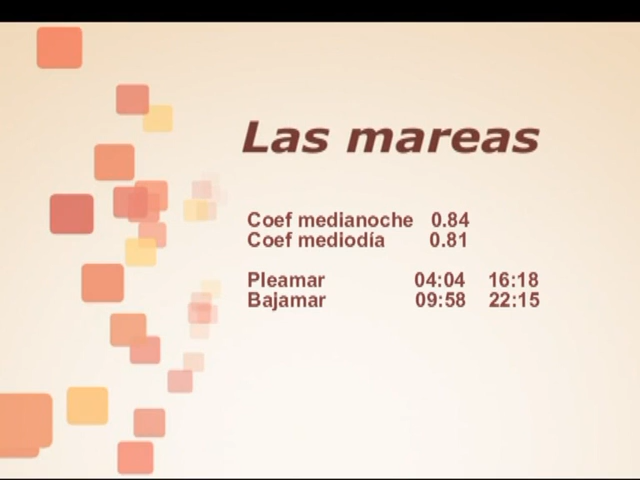 Las mareas
Coef medianoche 0.84
Coef mediodía 0.81
Pleamar 04:04 16:18
Bajamar 09:58 22:15